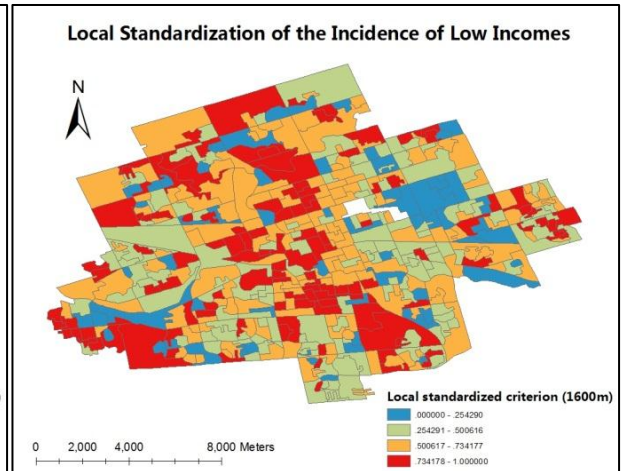 Local Standardization of the Incidence of Low Incomes
N
Local standardized criterion (1600m)
.000000 - .254290
.254291 - .500616
.500617 - .734177
.734178 - 1.000000
0 2,000 4,000 8,000 Meters